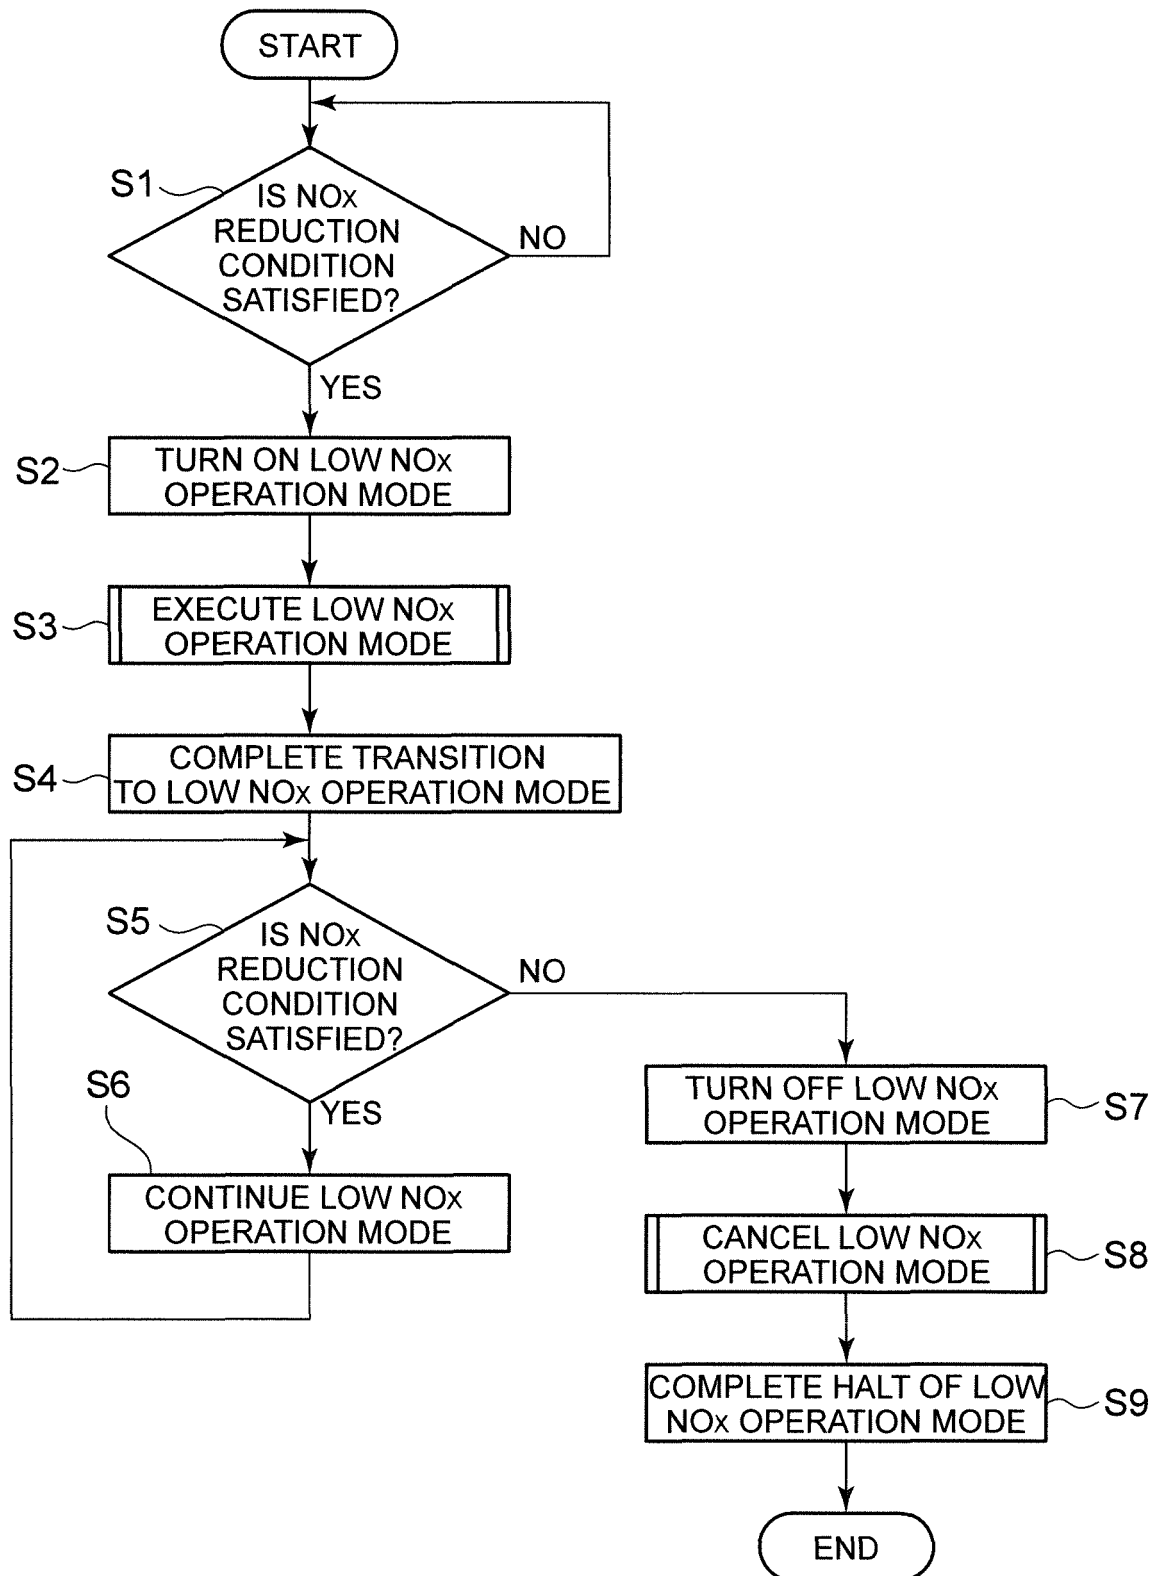 START
S1
IS NOx
REDUCTION
CONDITION
SATISFIED?
NO
YES
S2
TURN ON LOW NOx
OPERATION MODE
S3
EXECUTE LOW NOx
OPERATION MODE
S4
COMPLETE TRANSITION
TO LOW NOx OPERATION MODE
S5
IS NOx
REDUCTION
CONDITION
SATISFIED?
NO
YES
S6
CONTINUE LOW NOx
OPERATION MODE
TURN OFF LOW NOx
OPERATION MODE
S7
CANCEL LOW NOx
OPERATION MODE
S8
COMPLETE HALT OF LOW
NOx OPERATION MODE
S9
END